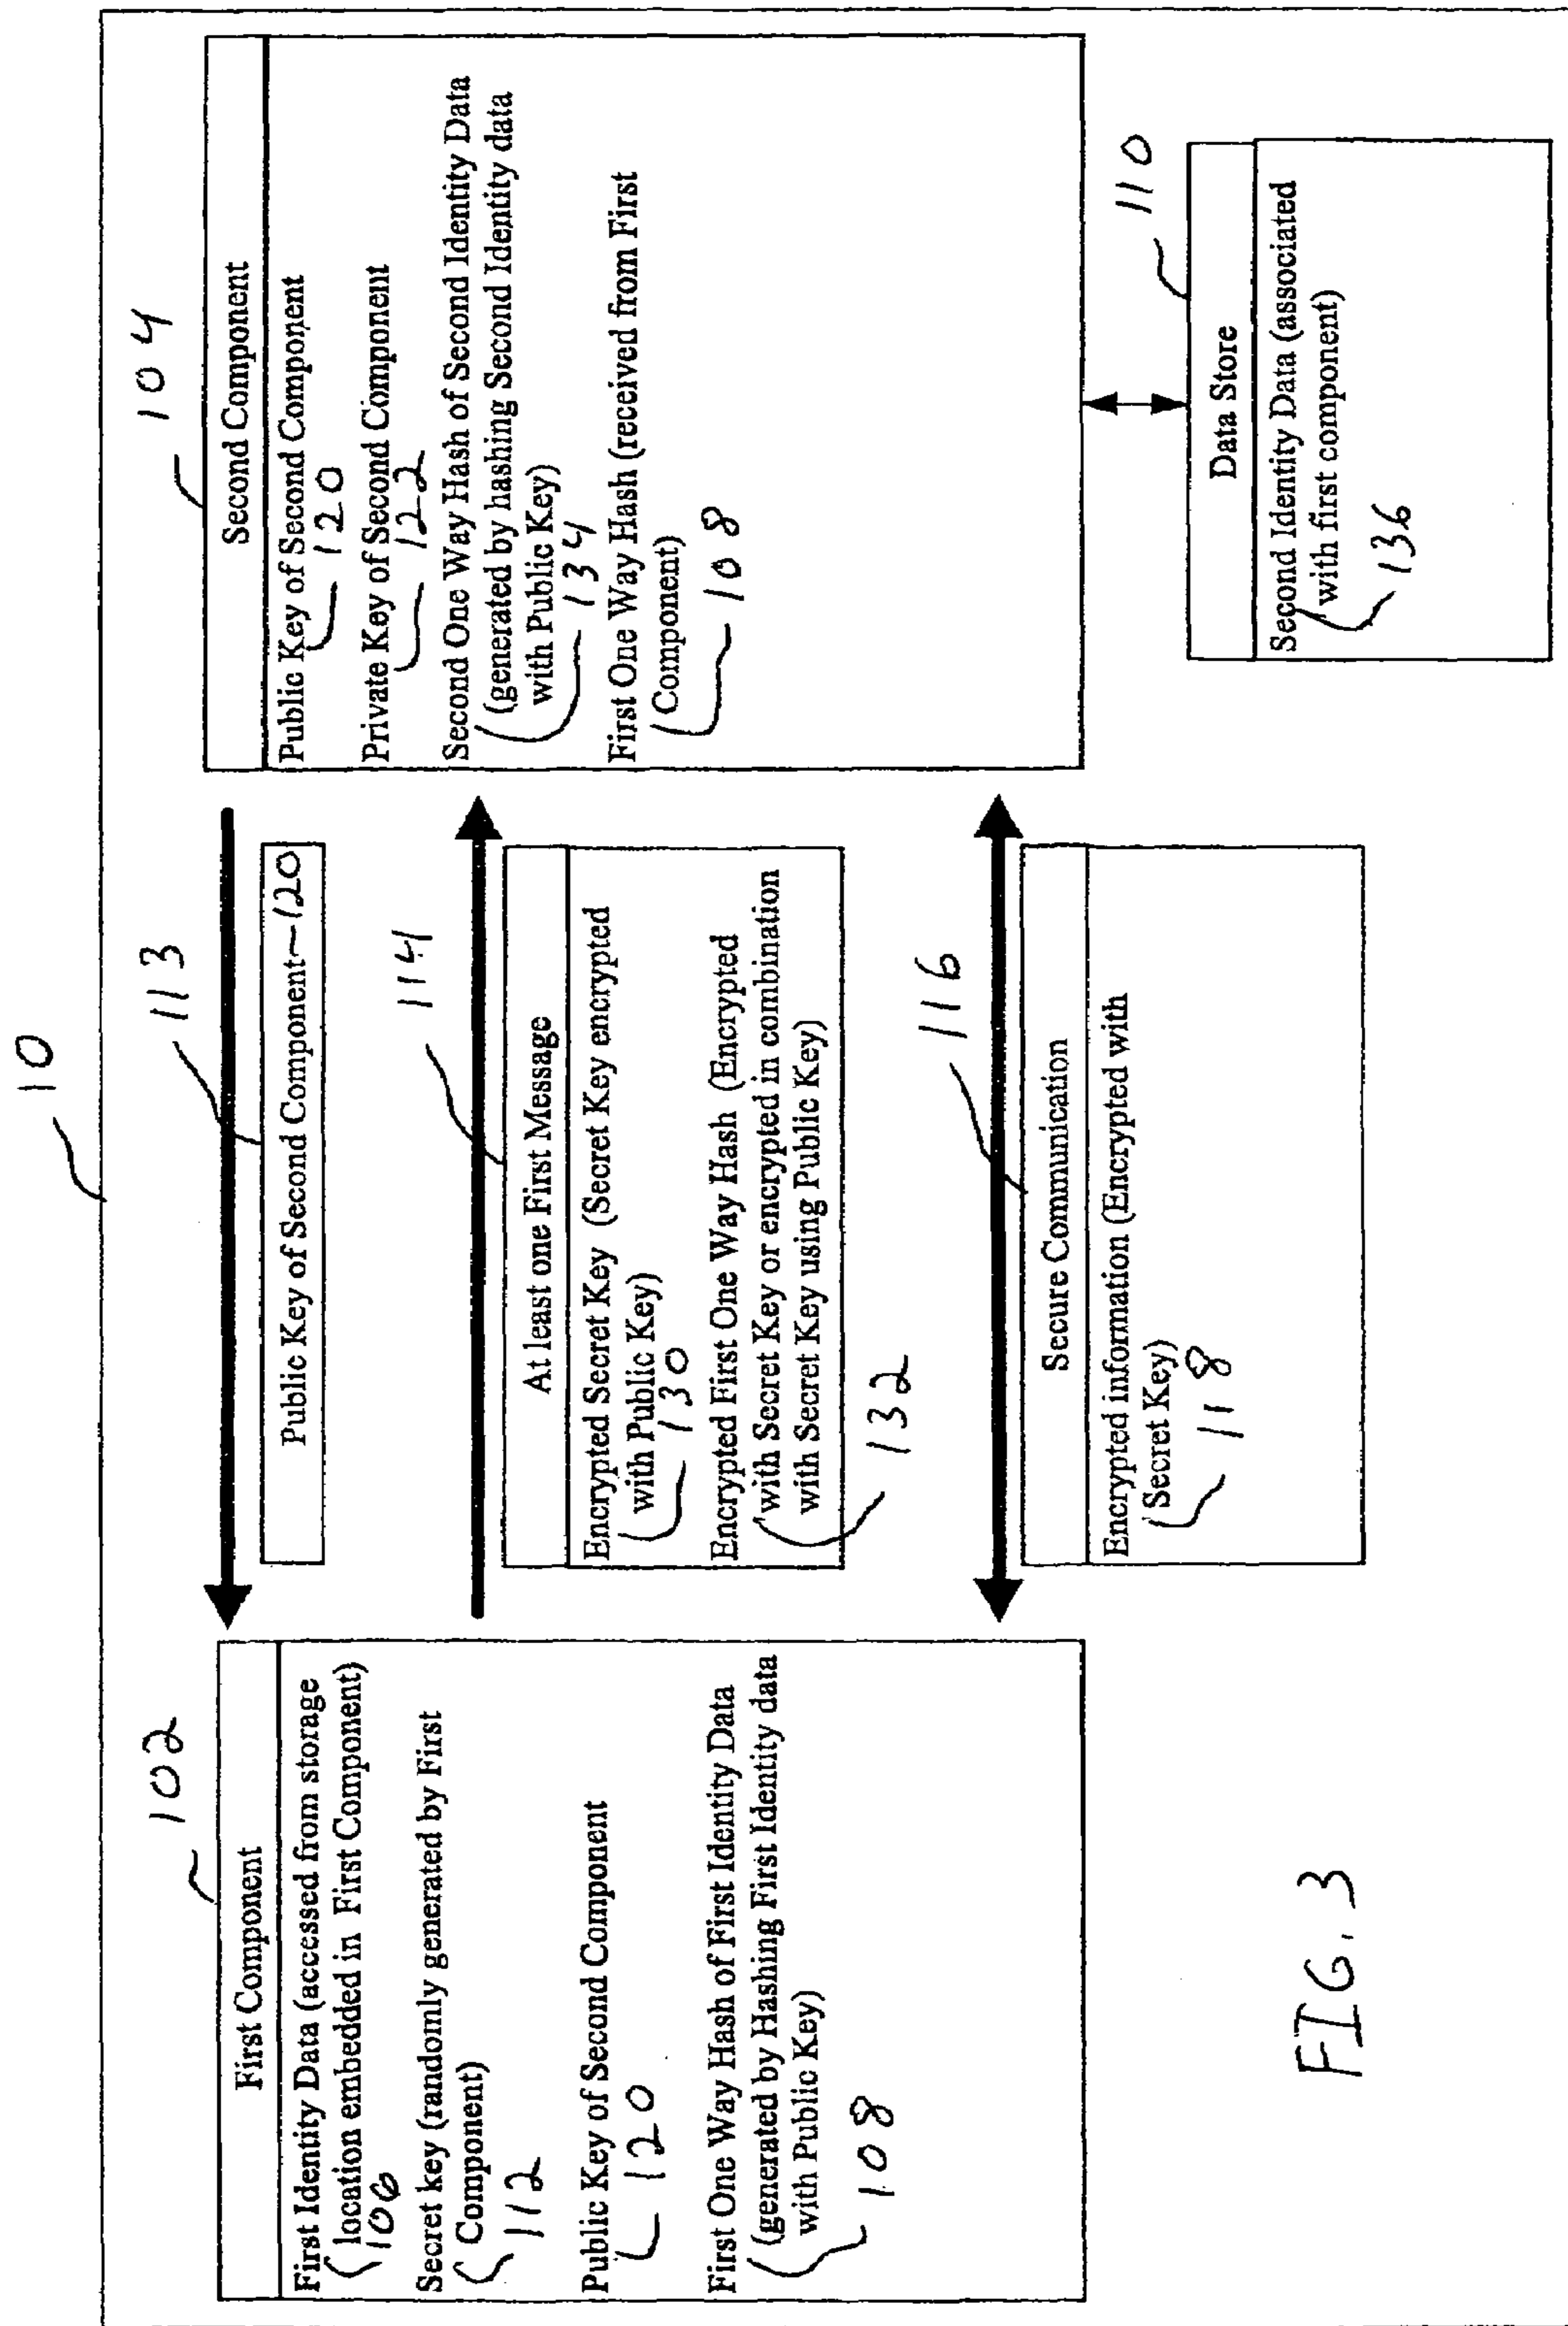 10
102
First Component
First Identity Data (accessed from storage
location embedded in First Component)
106
Secret key (randomly generated by First
Component)
112
Public Key of Second Component
120
First One Way Hash of First Identity Data
(generated by Hashing First Identity data
with Public Key)
108
113
Public Key of Second Component 120
114
At least one First Message
Encrypted Secret Key (Secret Key encrypted
with Public Key)
130
Encrypted First One Way Hash (Encrypted
with Secret Key or encrypted in combination
with Secret Key using Public Key)
132
116
Secure Communication
Encrypted information (Encrypted with
Secret Key)
118
104
Second Component
Public Key of Second Component
120
Private Key of Second Component
122
Second One Way Hash of Second Identity Data
(generated by hashing Second Identity data
with Public Key)
134
First One Way Hash (received from First
Component)
108
110
Data Store
Second Identity Data (associated
with first component)
136
FIG. 3